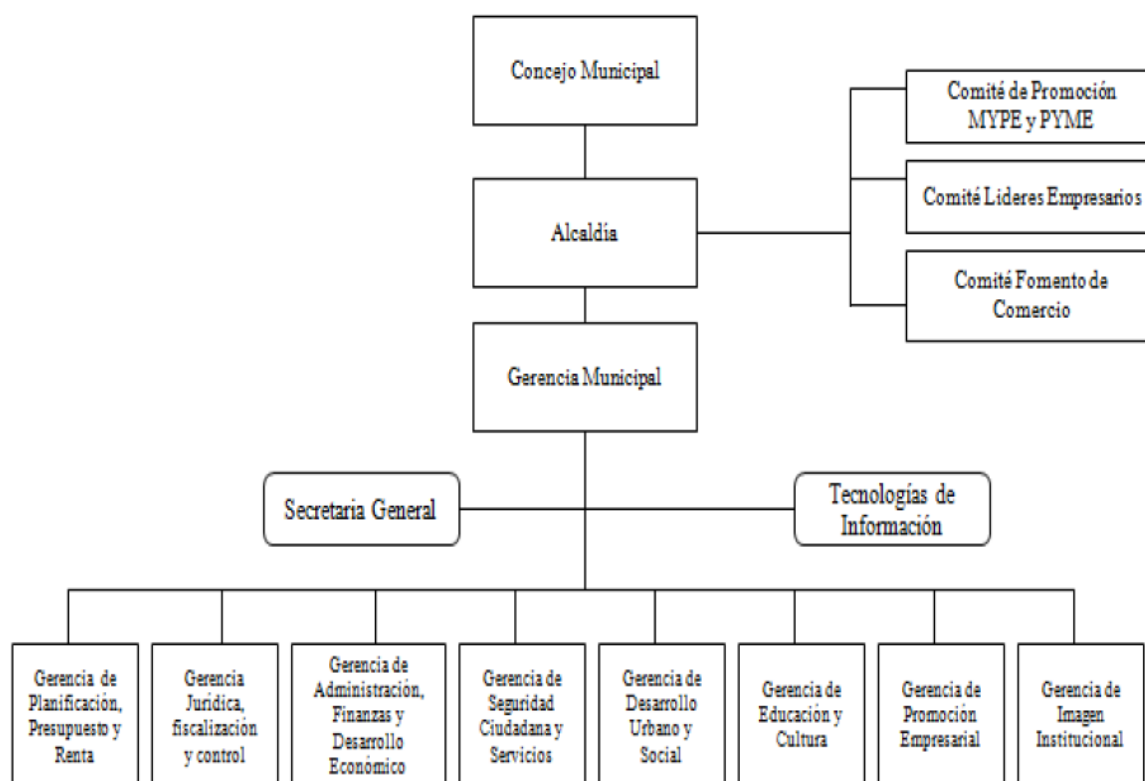 Concejo Municipal
Comité de Promoción
MYPE y PYME
Alcaldía
Comité Lideres Empresarios
Comité Fomento de
Comercio
Gerencia Municipal
Secretaria General
Tecnologías de
Información
Gerencia de
Planificación,
Presupuesto y
Renta
Gerencia
Jurídica,
fiscalización
y control
Gerencia de
Administración,
Finanzas y
Desarrollo
Económico
Gerencia de
Seguridad
Ciudadana y
Servicios
Gerencia de
Desarrollo
Urbano y
Social
Gerencia de
Educación y
Cultura
Gerencia de
Promoción
Empresarial
Gerencia de
Imagen
Institucional